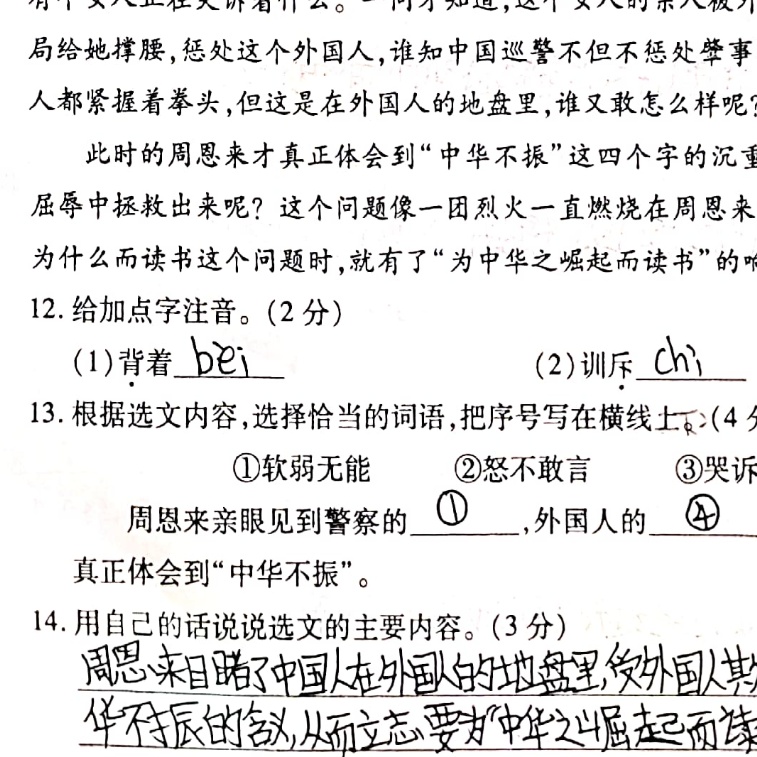 有个女人正在哭诉着什么。一问才知道,这个女人的亲人被外
局给她撑腰,惩处这个外国人,谁知中国巡警不但不惩处肇事
人都紧握着拳头,但这是在外国人的地盘里,谁又敢怎么样呢?
此时的周恩来才真正体会到“中华不振”这四个字的沉重
屈辱中拯救出来呢?这个问题像一团烈火一直燃烧在周恩来
为什么而读书这个问题时,就有了“为中华之崛起而读书”的响
12. 给加点字注音。(2 分)
(1)背着 bēi (2)训斥 chì
13. 根据选文内容,选择恰当的词语,把序号写在横线上。(4 分
①软弱无能 ②怒不敢言 ③哭诉
周恩来亲眼见到警察的 ① ,外国人的 ④
真正体会到“中华不振”。
14. 用自己的话说说选文的主要内容。(3 分)
周恩来目睹了中国人在外国人的地盘里,受外国人欺
华不振的含义,从而立志要为“中华之崛起而读